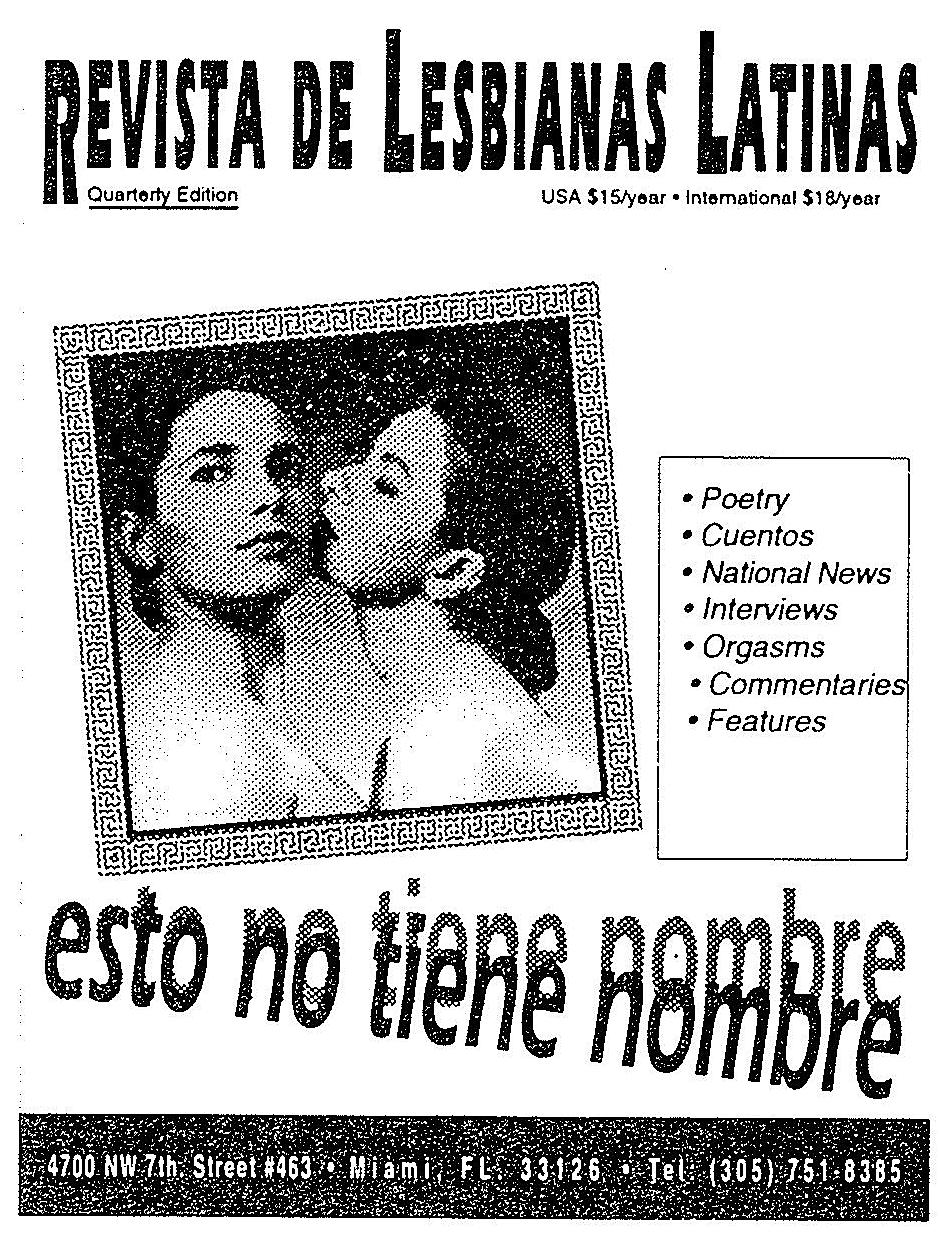 REVISTA DE LESBIANAS LATINAS
Quarterly Edition
USA $15/year • International $18/year
• Poetry
• Cuentos
• National News
• Interviews
• Orgasms
• Commentaries
• Features
esto no tiene nombre
4700 NW 7th. Street #463 • Miami, FL. 33126 • Tel. (305) 751-8385